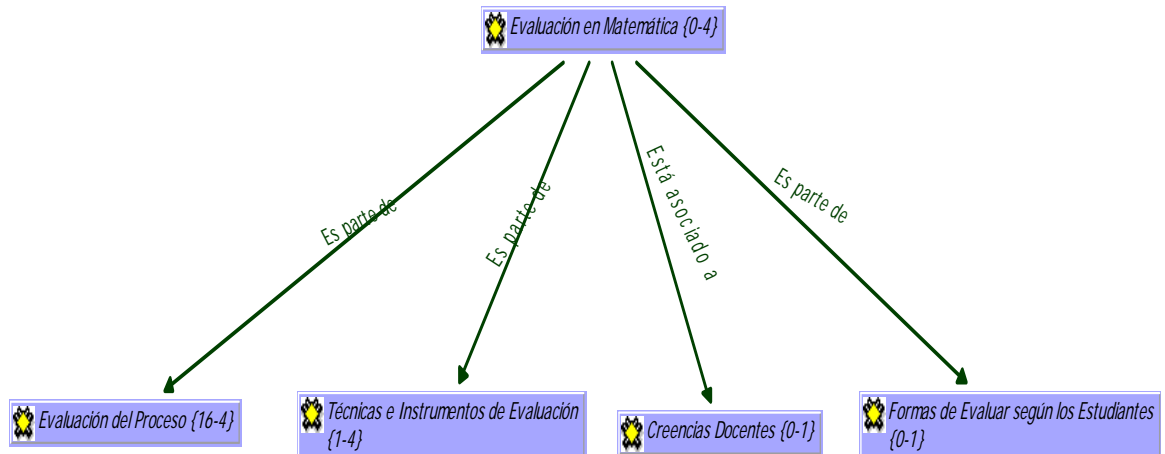 Evaluación en Matemática {0-4}
Es parte de
Es parte de
Está asociado a
Es parte de
Evaluación del Proceso {16-4}
Técnicas e Instrumentos de Evaluación
{1-4}
Creencias Docentes {0-1}
Formas de Evaluar según los Estudiantes
{0-1}